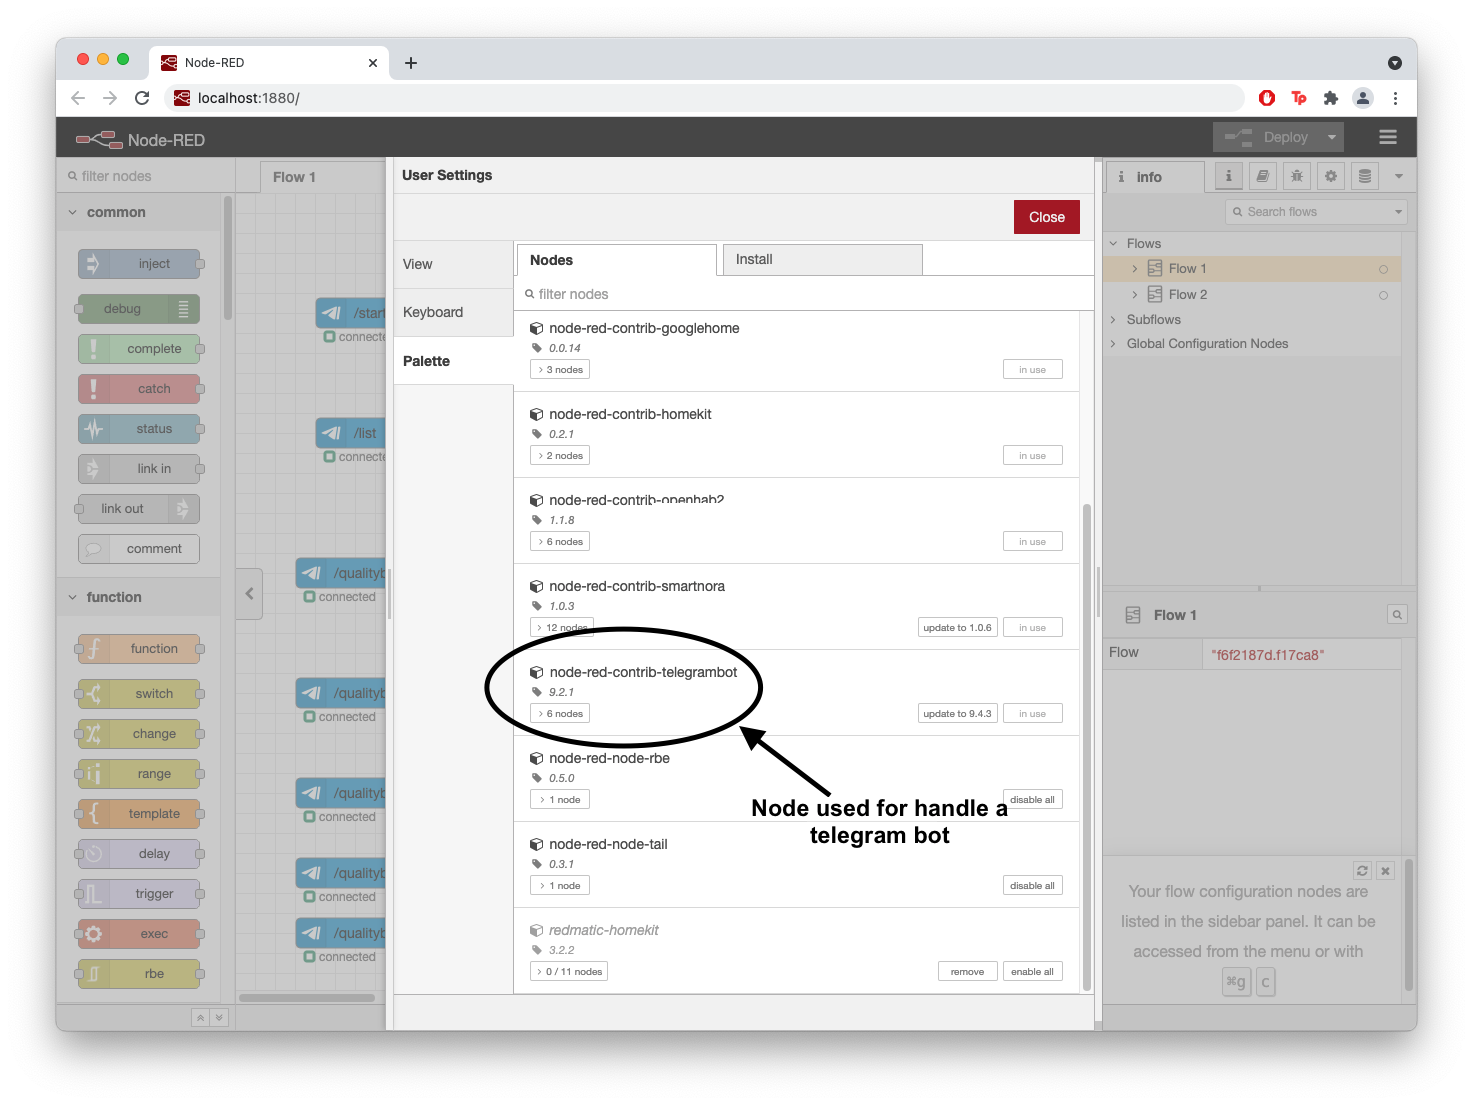 Node-RED
localhost:1880/
Node-RED
Deploy
filter nodes
common
inject
debug
complete
catch
status
link in
link out
comment
function
function
switch
change
range
template
delay
trigger
exec
rbe
Flow 1
/start
connected
/list
connecte
/qualityb
connected
/qualityb
connected
/qualityb
connected
/qualityb
connected
/qualityb
connected
User Settings
Close
View
Keyboard
Palette
Nodes
Install
filter nodes
node-red-contrib-googlehome
0.0.14
3 nodes
in use
node-red-contrib-homekit
0.2.1
2 nodes
in use
node-red-contrib-openhab2
1.1.8
6 nodes
in use
node-red-contrib-smartnora
1.0.3
12 nodes
update to 1.0.6
in use
node-red-contrib-telegrambot
9.2.1
6 nodes
update to 9.4.3
in use
node-red-node-rbe
0.5.0
1 node
disable all
Node used for handle a
telegram bot
node-red-node-tail
0.3.1
1 node
disable all
redmatic-homekit
3.2.2
0 / 11 nodes
remove
enable all
i info
i
Search flows
Flows
Flow 1
Flow 2
Subflows
Global Configuration Nodes
Flow 1
Flow
"f6f2187d.f17ca8"
Your flow configuration nodes are
listed in the sidebar panel. It can be
accessed from the menu or with
⌘g c